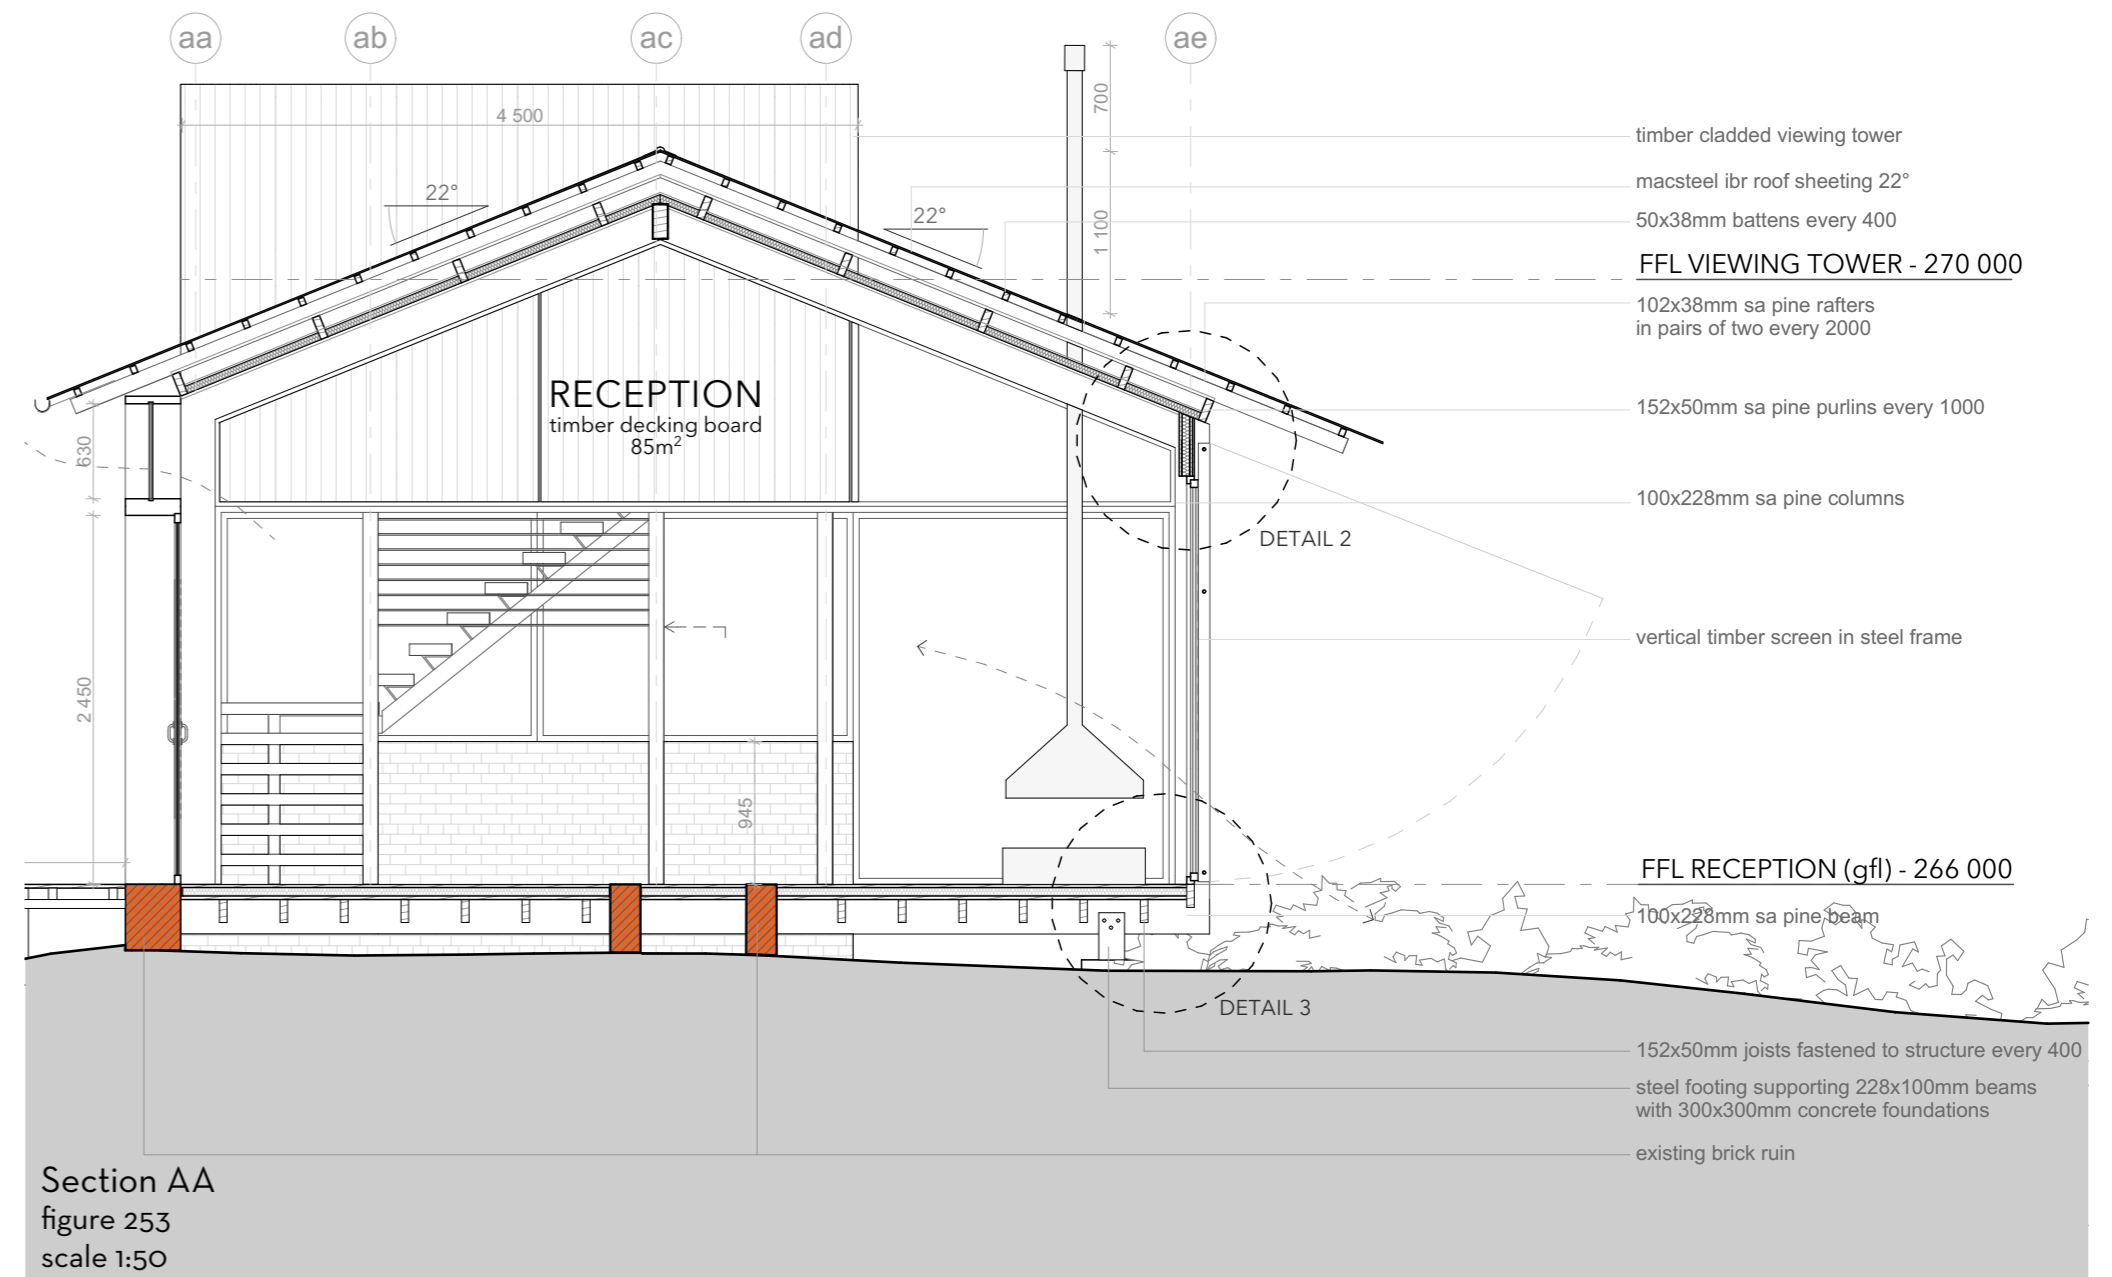 aa
ab
ac
ad
ae
4 500
700
timber cladded viewing tower
macsteel ibr roof sheeting 22°
22°
22°
50x38mm battens every 400
1 100
FFL VIEWING TOWER - 270 000
102x38mm sa pine rafters
in pairs of two every 2000
RECEPTION
timber decking board
85m²
152x50mm sa pine purlins every 1000
630
100x228mm sa pine columns
DETAIL 2
vertical timber screen in steel frame
2 450
945
FFL RECEPTION (gfl) - 266 000
100x228mm sa pine beam
DETAIL 3
152x50mm joists fastened to structure every 400
steel footing supporting 228x100mm beams
with 300x300mm concrete foundations
existing brick ruin
Section AA
figure 253
scale 1:50